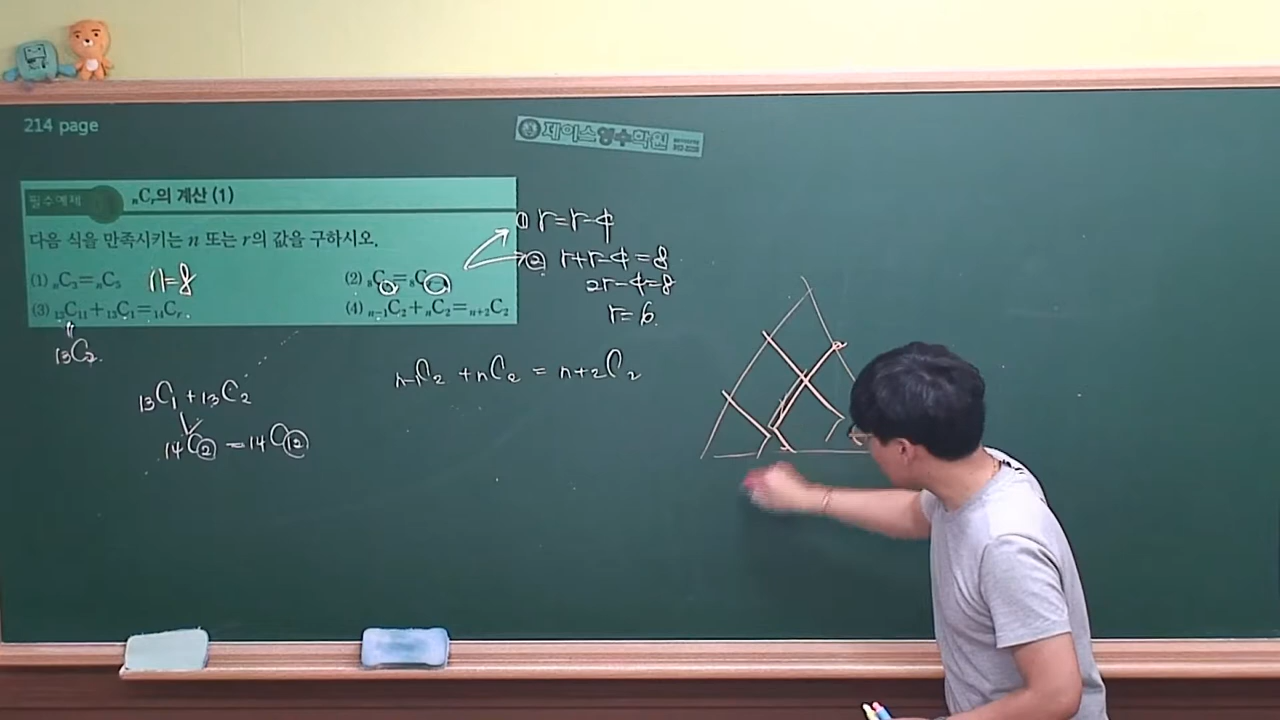 214 page
제이스영수학원
필수예제 ₙCᵣ의 계산 (1)
다음 식을 만족시키는 n 또는 r의 값을 구하시오.
(1) ₙC₃=ₙC₅ n=8
(2) ₈C =₈C
(3) ₁₃C₁₁+₁₃C₁=₁₄Cᵣ
(4) ₙ₋₁C₂+ₙC₂=ₙ₊₂C₂
① r=r-4
② r+r-4=8
2r-4=8
r=6.
॥
₁₃C₂.
₁₃C₁+₁₃C₂
₁₄C₂=₁₄C₁₂
ₙ₋₁C₂+ₙC₂=ₙ₊₂C₂